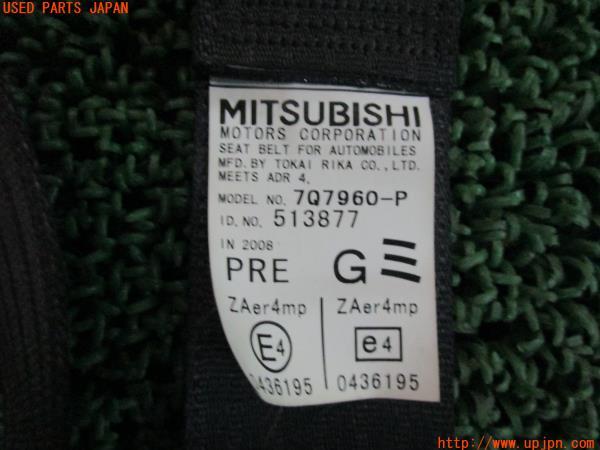 USED PARTS JAPAN
MITSUBISHI
MOTORS CORPORATION
SEAT BELT FOR AUTOMOBILES
MFD. BY TOKAI RIKA CO., LTD.
MEETS ADR 4,
MODEL NO. 7Q7960-P
ID. NO. 513877
IN 2008
PRE G
ZAer4mp ZAer4mp
E4 e4
0436195 0436195
http://www.upjpn.com/